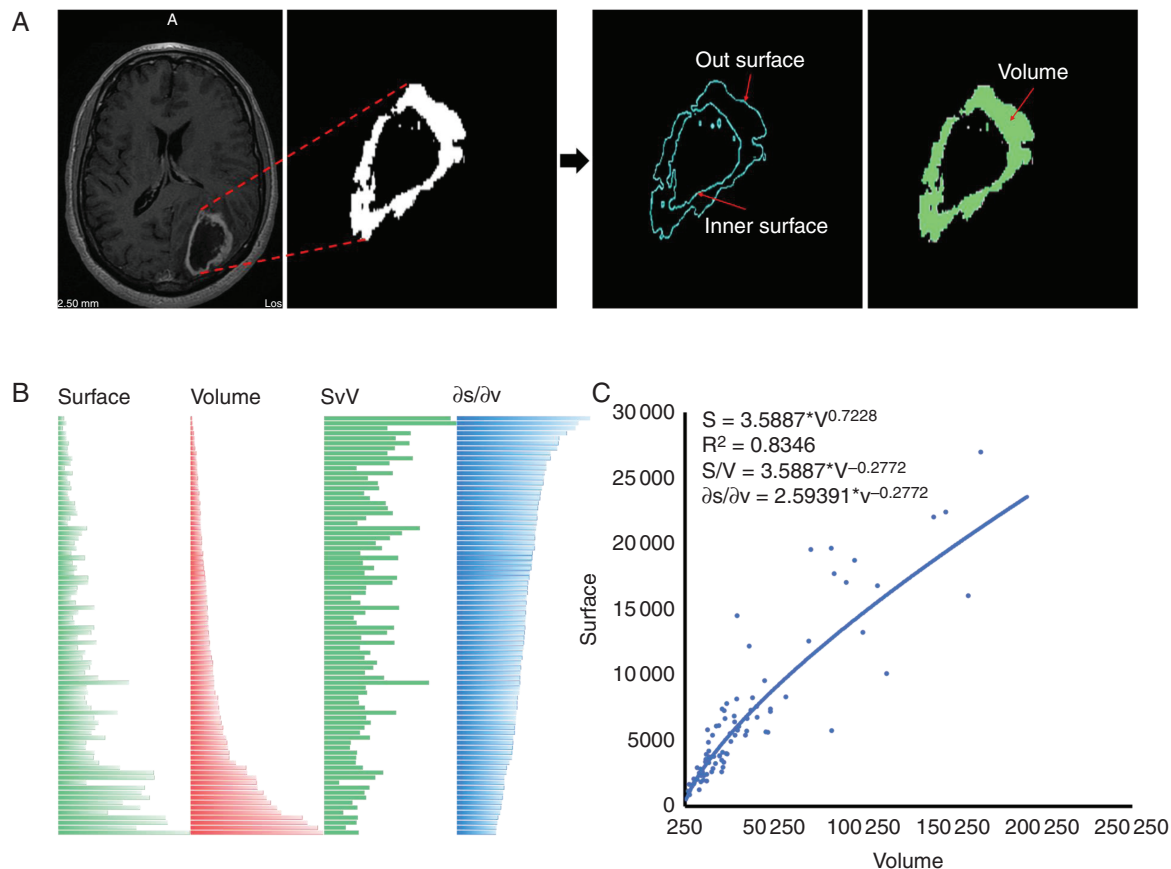 A
A
2.50 mm
Los
Out surface
Inner surface
Volume
B
Surface
Volume
SvV
∂s/∂v
C
S = 3.5887*V^0.7228
R² = 0.8346
S/V = 3.5887*V^–0.2772
∂s/∂v = 2.59391*v^–0.2772
30 000
25 000
20 000
15 000
10 000
5000
0
Surface
250
50 250
100 250
150 250
200 250
250 250
Volume